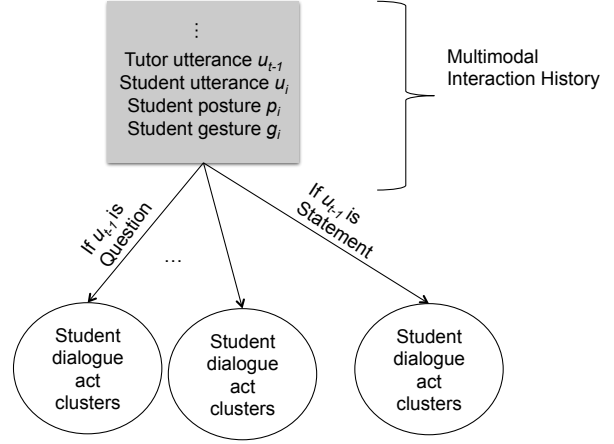 ⋮
Tutor utterance u_{t-1}
Student utterance u_i
Student posture p_i
Student gesture g_i
Multimodal
Interaction History
If u_{t-1} is
Question
...
If u_{t-1} is
Statement
Student
dialogue
act
clusters
Student
dialogue
act
clusters
Student
dialogue
act
clusters